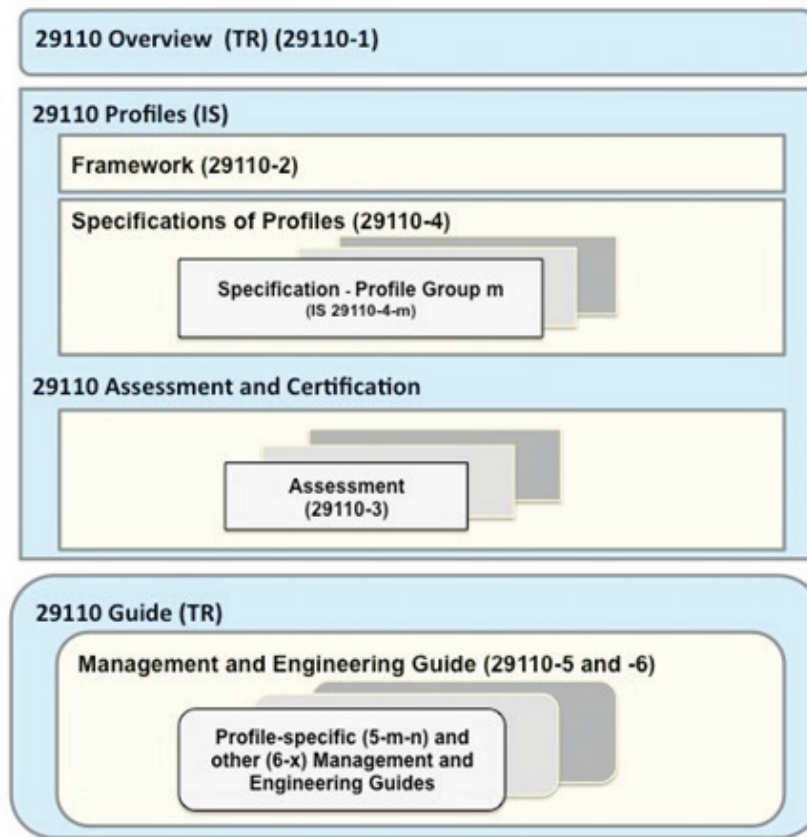 29110 Overview (TR) (29110-1)
29110 Profiles (IS)
Framework (29110-2)
Specifications of Profiles (29110-4)
Specification - Profile Group m
(IS 29110-4-m)
29110 Assessment and Certification
Assessment
(29110-3)
29110 Guide (TR)
Management and Engineering Guide (29110-5 and -6)
Profile-specific (5-m-n) and
other (6-x) Management and
Engineering Guides